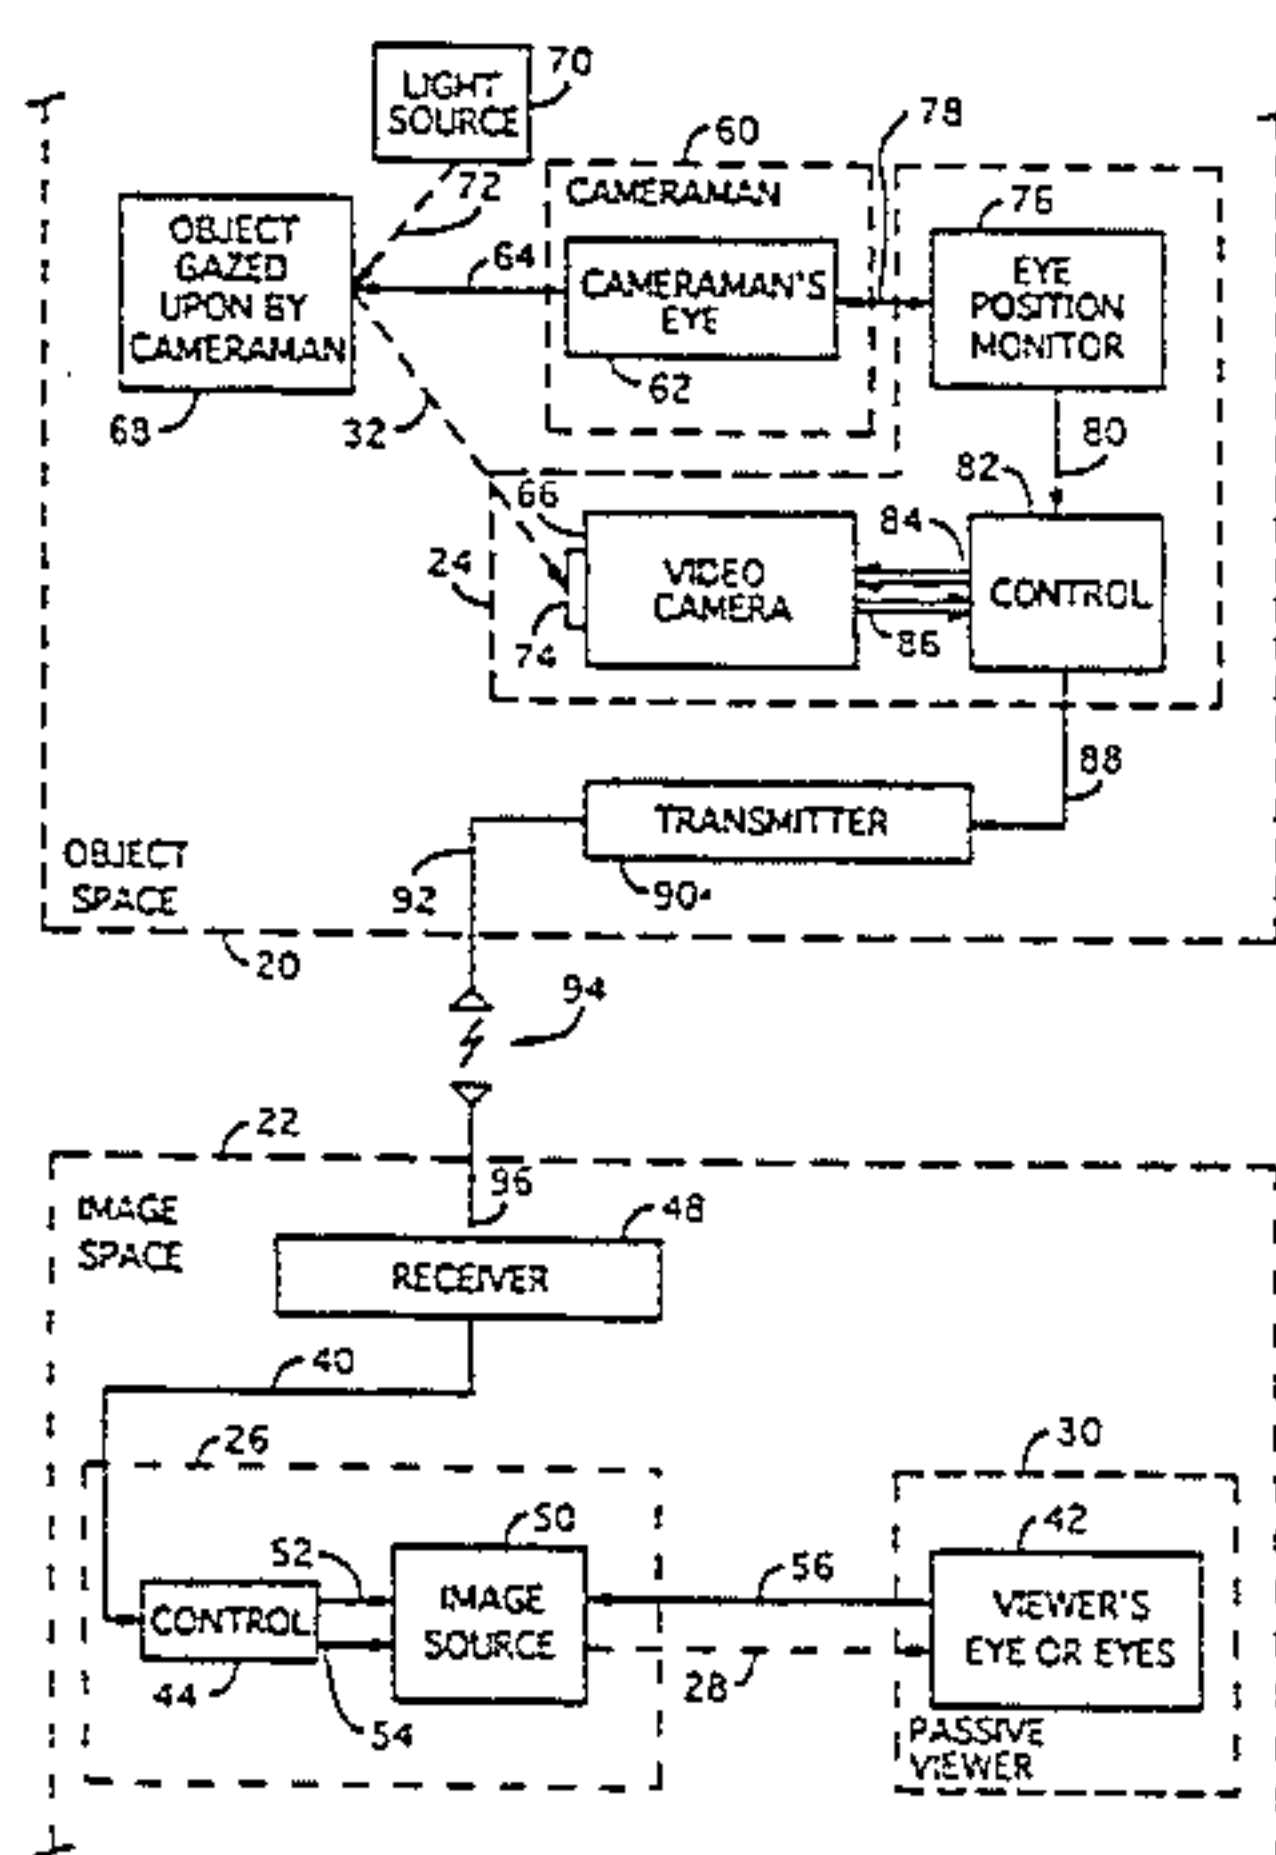 70
LIGHT
SOURCE
78
60
72
CAMERAMAN
76
OBJECT
GAZED
UPON BY
CAMERAMAN
64
CAMERAMAN'S
EYE
EYE
POSITION
MONITOR
62
68
32
80
82
66
84
24
VIDEO
CAMERA
CONTROL
74
86
88
TRANSMITTER
OBJECT
SPACE
92
90
20
94
22
96
IMAGE
SPACE
48
RECEIVER
40
26
30
50
42
52
56
IMAGE
SOURCE
VIEWER'S
EYE OR EYES
CONTROL
28
44
54
PASSIVE
VIEWER